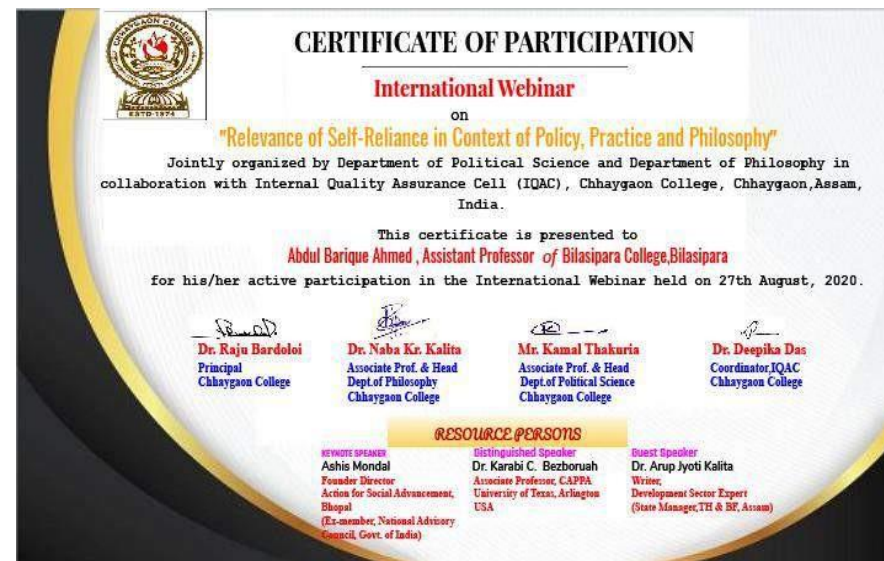 CHHAYGAON COLLEGE
ESTD-1974
CERTIFICATE OF PARTICIPATION
International Webinar
on
"Relevance of Self-Reliance in Context of Policy, Practice and Philosophy"
Jointly organized by Department of Political Science and Department of Philosophy in
collaboration with Internal Quality Assurance Cell (IQAC), Chhaygaon College, Chhaygaon,Assam,
India.
This certificate is presented to
Abdul Barique Ahmed , Assistant Professor of Bilasipara College,Bilasipara
for his/her active participation in the International Webinar held on 27th August, 2020.
Dr. Raju Bardoloi
Principal
Chhaygaon College
Dr. Naba Kr. Kalita
Associate Prof. & Head
Dept.of Philosophy
Chhaygaon College
Mr. Kamal Thakuria
Associate Prof. & Head
Dept.of Political Science
Chhaygaon College
Dr. Deepika Das
Coordinator,IQAC
Chhaygaon College
RESOURCE PERSONS
KEYNOTE SPEAKER
Ashis Mondal
Founder Director
Action for Social Advancement,
Bhopal
(Ex-member, National Advisory
Council, Govt. of India)
Distinguished Speaker
Dr. Karabi C. Bezboruah
Associate Professor, CAPPA
University of Texas, Arlington
USA
Guest Speaker
Dr. Arup Jyoti Kalita
Writer,
Development Sector Expert
(State Manager,TH & BF, Assam)